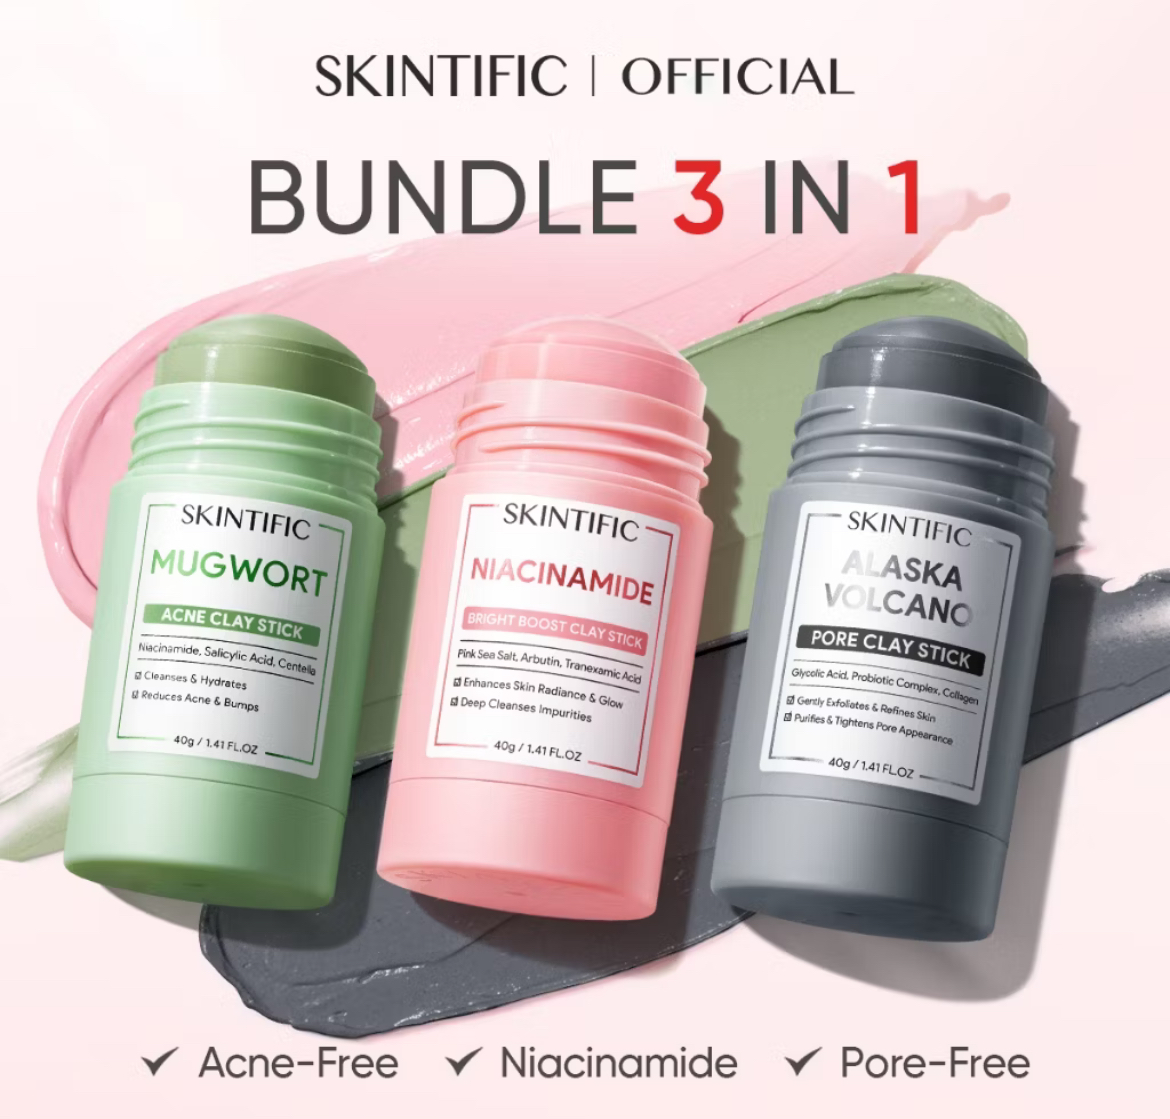 SKINTIFIC | OFFICIAL
BUNDLE 3 IN 1
SKINTIFIC
MUGWORT
ACNE CLAY STICK
Niacinamide, Salicylic Acid, Centella
☑ Cleanses & Hydrates
☑ Reduces Acne & Bumps
40g / 1.41 FL.OZ
SKINTIFIC
NIACINAMIDE
BRIGHT BOOST CLAY STICK
Pink Sea Salt, Arbutin, Tranexamic Acid
☑ Enhances Skin Radiance & Glow
☑ Deep Cleanses Impurities
40g / 1.41 FL.OZ
SKINTIFIC
ALASKA
VOLCANO
PORE CLAY STICK
Glycolic Acid, Probiotic Complex, Collagen
☑ Gently Exfoliates & Refines Skin
☑ Purifies & Tightens Pore Appearance
40g / 1.41 FL.OZ
✓ Acne-Free ✓ Niacinamide ✓ Pore-Free